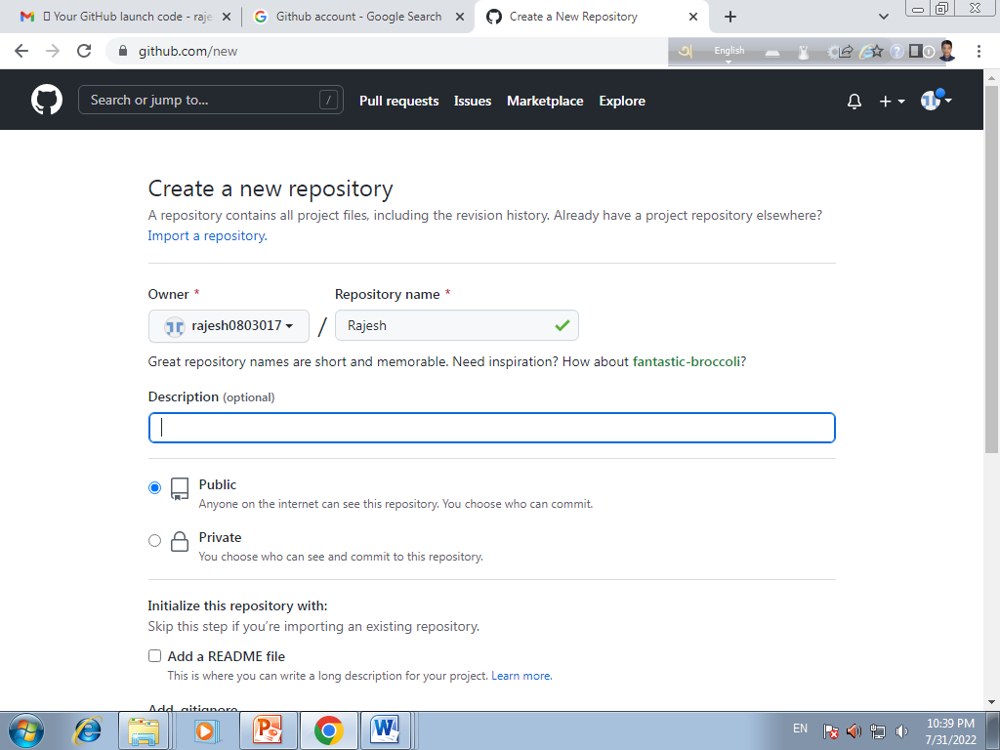 Your GitHub launch code - raje
Github account - Google Search
Create a New Repository
github.com/new
English
Search or jump to...
/
Pull requests
Issues
Marketplace
Explore
Create a new repository
A repository contains all project files, including the revision history. Already have a project repository elsewhere?
Import a repository.
Owner *
Repository name *
rajesh0803017
/
Rajesh
Great repository names are short and memorable. Need inspiration? How about fantastic-broccoli?
Description (optional)
Public
Anyone on the internet can see this repository. You choose who can commit.
Private
You choose who can see and commit to this repository.
Initialize this repository with:
Skip this step if you’re importing an existing repository.
Add a README file
This is where you can write a long description for your project. Learn more.
Add .gitignore
EN
10:39 PM
7/31/2022